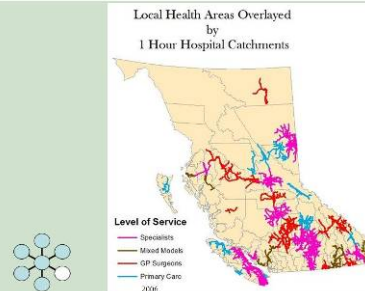 Local Health Areas Overlayed
by
1 Hour Hospital Catchments
Level of Service
Specialists
Mixed Models
GP Surgeons
Primary Care
2006